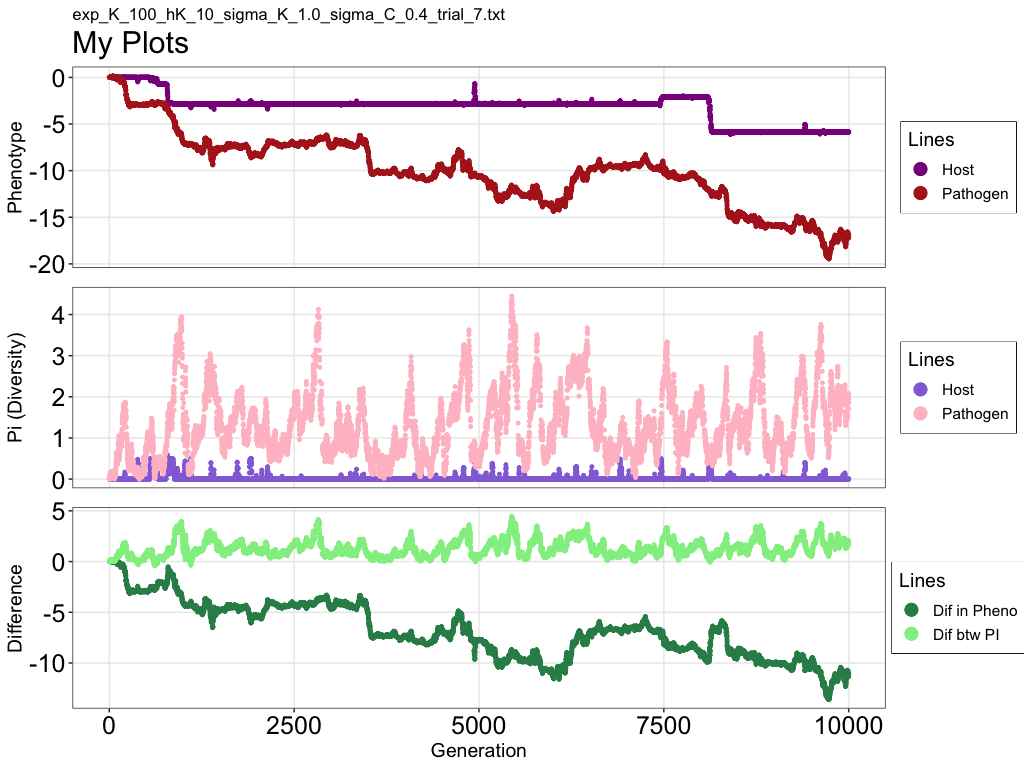 exp_K_100_hK_10_sigma_K_1.0_sigma_C_0.4_trial_7.txt
My Plots
Phenotype
0
-5
-10
-15
-20
Lines
Host
Pathogen
Pi (Diversity)
4
3
2
1
0
Lines
Host
Pathogen
Difference
5
0
-5
-10
Lines
Dif in Pheno
Dif btw PI
0 2500 5000 7500 10000
Generation